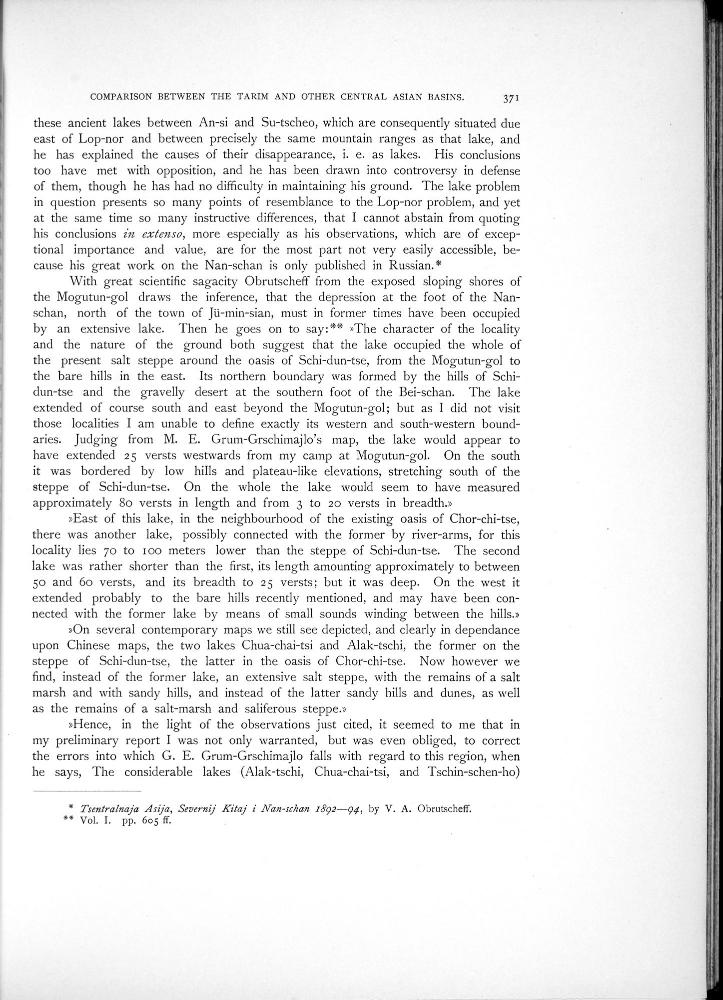 COMPARISON BETWEEN THE TARIM AND OTHER CENTRAL ASIAN BASINS. 371
these ancient lakes between An-si and Su-tscheo, which are consequently situated due
east of Lop-nor and between precisely the same mountain ranges as that lake, and
he has explained the causes of their disappearance, i. e. as lakes. His conclusions
too have met with opposition, and he has been drawn into controversy in defense
of them, though he has had no difficulty in maintaining his ground. The lake problem
in question presents so many points of resemblance to the Lop-nor problem, and yet
at the same time so many instructive differences, that I cannot abstain from quoting
his conclusions in extenso, more especially as his observations, which are of excep-
tional importance and value, are for the most part not very easily accessible, be-
cause his great work on the Nan-schan is only published in Russian.*
With great scientific sagacity Obrutscheff from the exposed sloping shores of
the Mogutun-gol draws the inference, that the depression at the foot of the Nan-
schan, north of the town of Jü-min-sian, must in former times have been occupied
by an extensive lake. Then he goes on to say:** »The character of the locality
and the nature of the ground both suggest that the lake occupied the whole of
the present salt steppe around the oasis of Schi-dun-tse, from the Mogutun-gol to
the bare hills in the east. Its northern boundary was formed by the hills of Schi-
dun-tse and the gravelly desert at the southern foot of the Bei-schan. The lake
extended of course south and east beyond the Mogutun-gol; but as I did not visit
those localities I am unable to define exactly its western and south-western bound-
aries. Judging from M. E. Grum-Grschimajlo's map, the lake would appear to
have extended 25 versts westwards from my camp at Mogutun-gol. On the south
it was bordered by low hills and plateau-like elevations, stretching south of the
steppe of Schi-dun-tse. On the whole the lake would seem to have measured
approximately 80 versts in length and from 3 to 20 versts in breadth.»
»East of this lake, in the neighbourhood of the existing oasis of Chor-chi-tse,
there was another lake, possibly connected with the former by river-arms, for this
locality lies 70 to 100 meters lower than the steppe of Schi-dun-tse. The second
lake was rather shorter than the first, its length amounting approximately to between
50 and 60 versts, and its breadth to 25 versts; but it was deep. On the west it
extended probably to the bare hills recently mentioned, and may have been con-
nected with the former lake by means of small sounds winding between the hills.»
»On several contemporary maps we still see depicted, and clearly in dependance
upon Chinese maps, the two lakes Chua-chai-tsi and Alak-tschi, the former on the
steppe of Schi-dun-tse, the latter in the oasis of Chor-chi-tse. Now however we
find, instead of the former lake, an extensive salt steppe, with the remains of a salt
marsh and with sandy hills, and instead of the latter sandy hills and dunes, as well
as the remains of a salt-marsh and saliferous steppe.»
»Hence, in the light of the observations just cited, it seemed to me that in
my preliminary report I was not only warranted, but was even obliged, to correct
the errors into which G. E. Grum-Grschimajlo falls with regard to this region, when
he says, The considerable lakes (Alak-tschi, Chua-chai-tsi, and Tschin-schen-ho)
* Tsentralnaja Asija, Severnij Kitaj i Nan-schan 1892—94, by V. A. Obrutscheff.
** Vol. I. pp. 605 ff.